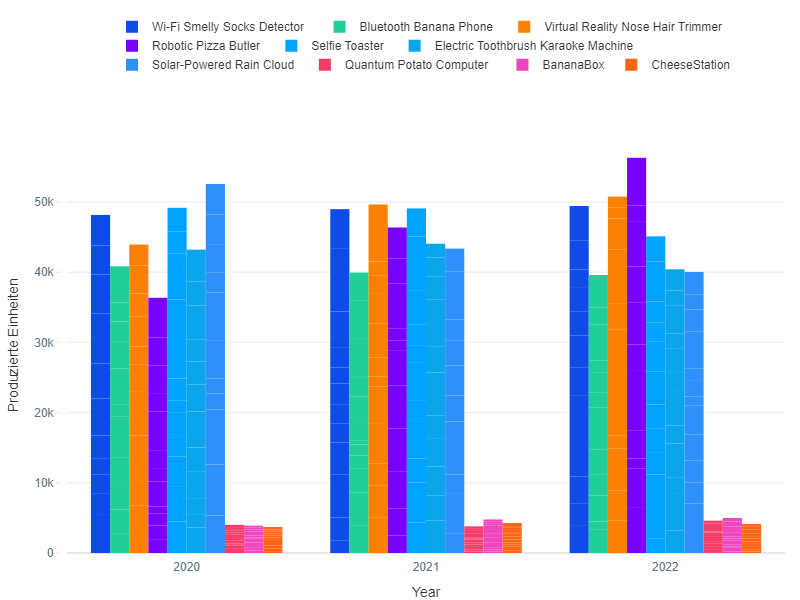 Wi-Fi Smelly Socks Detector Bluetooth Banana Phone Virtual Reality Nose Hair Trimmer
Robotic Pizza Butler Selfie Toaster Electric Toothbrush Karaoke Machine
Solar-Powered Rain Cloud Quantum Potato Computer BananaBox CheeseStation
50k
40k
30k
20k
10k
0
Produzierte Einheiten
2020 2021 2022
Year